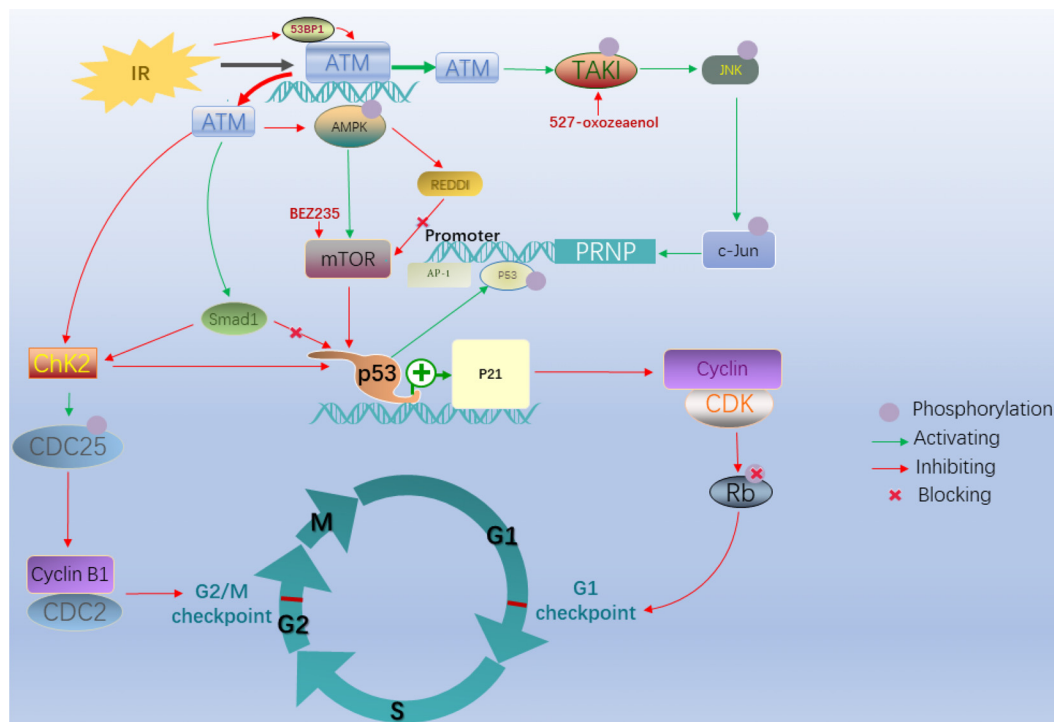 53BP1
IR
ATM
ATM
TAKI
JNK
ATM
AMPK
527-oxozeaenol
REDDI
BEZ235
Promoter
mTOR
PRNP
c-Jun
AP-1
P53
Smad1
ChK2
p53
P21
Cyclin
CDK
CDC25
Phosphorylation
Activating
Inhibiting
Blocking
Rb
M
G1
Cyclin B1
CDC2
G2/M
checkpoint
G2
G1
checkpoint
S